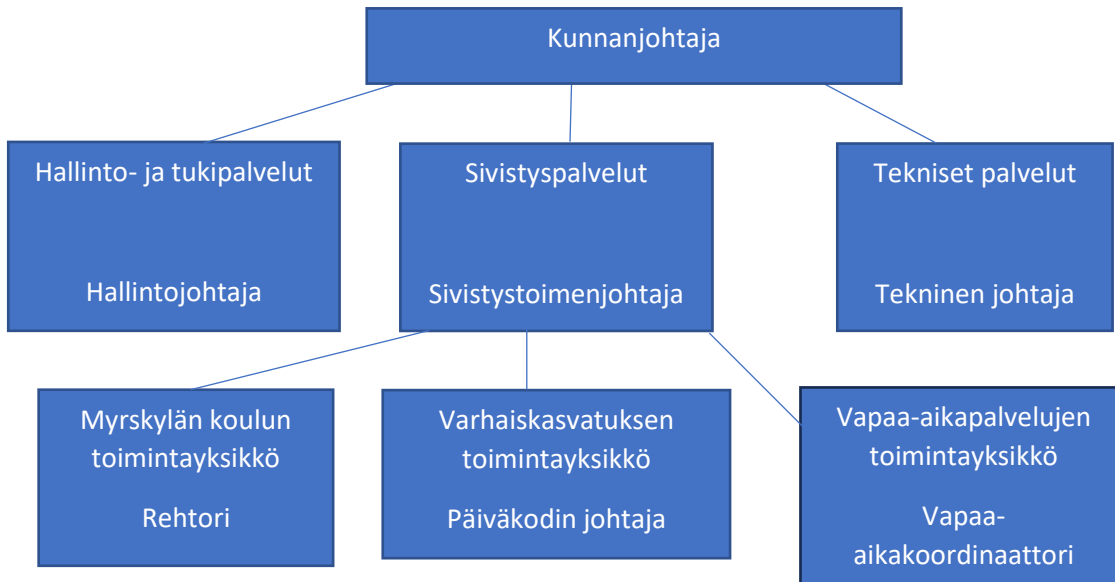 Kunnanjohtaja
Hallinto- ja tukipalvelut
Hallintojohtaja
Sivistyspalvelut
Sivistystoimenjohtaja
Tekniset palvelut
Tekninen johtaja
Myrskylän koulun
toimintayksikkö
Rehtori
Varhaiskasvatuksen
toimintayksikkö
Päiväkodin johtaja
Vapaa-aikapalvelujen
toimintayksikkö
Vapaa-
aikakoordinaattori